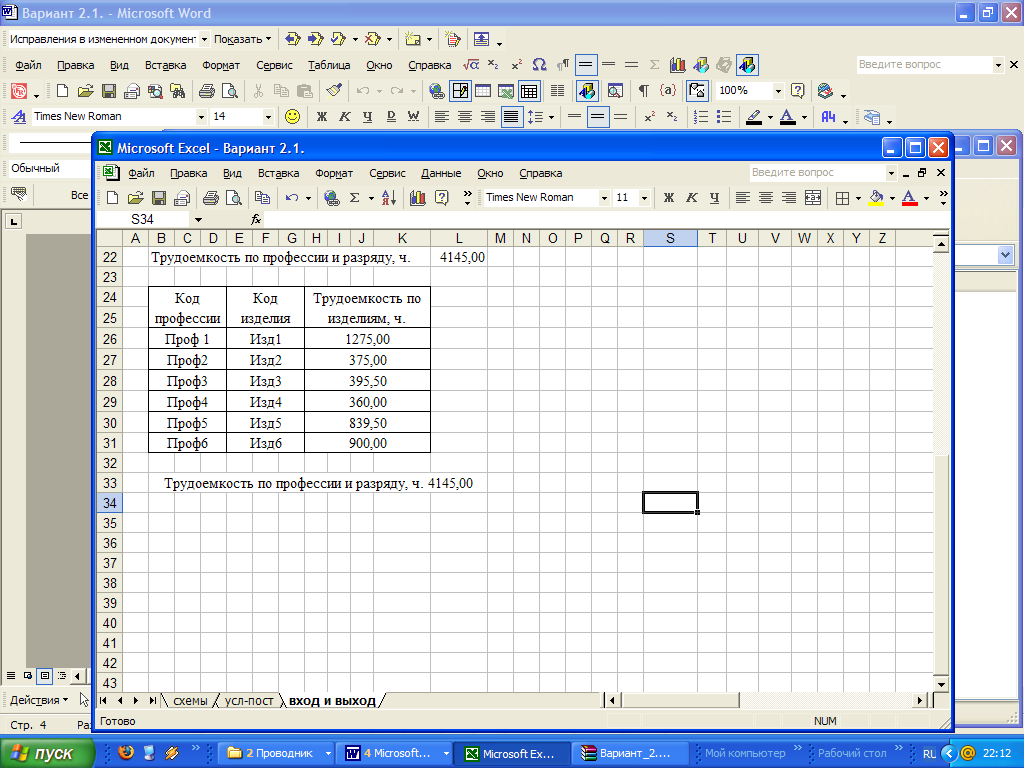 Вариант 2.1. - Microsoft Word
Исправления в измененном документ Показать
Файл Правка Вид Вставка Формат Сервис Таблица Окно Справка Введите вопрос
100%
Times New Roman 14 Ж К Ч D W
Обычный
Все
Microsoft Excel - Вариант 2.1.
Файл Правка Вид Вставка Формат Сервис Данные Окно Справка Введите вопрос
Times New Roman 11 Ж К Ч
S34 fx
A B C D E F G H I J K L M N O P Q R S T U V W X Y Z
22 Трудоемкость по профессии и разряду, ч. 4145,00
23
24 Код Код Трудоемкость по
25 профессии изделия изделиям, ч.
26 Проф 1 Изд1 1275,00
27 Проф2 Изд2 375,00
28 Проф3 Изд3 395,50
29 Проф4 Изд4 360,00
30 Проф5 Изд5 839,50
31 Проф6 Изд6 900,00
32
33 Трудоемкость по профессии и разряду, ч. 4145,00
34
35
36
37
38
39
40
41
42
43
схемы усл-пост вход и выход
Готово NUM
Действия
Стр. 4
пуск 2 Проводник 4 Microsoft... Microsoft Ex... Вариант_2.... Мой компьютер Рабочий стол RU 22:12